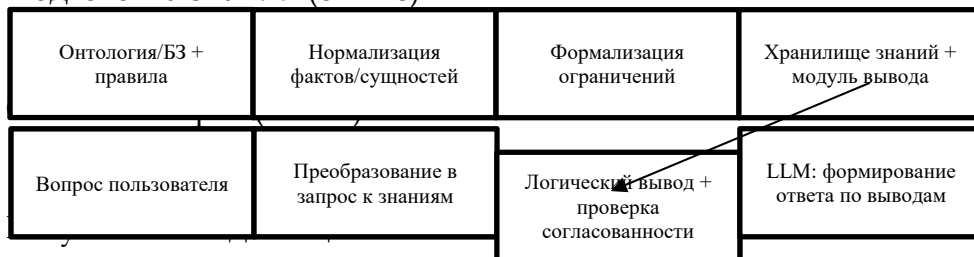 Онтология/БЗ +
правила
Нормализация
фактов/сущностей
Формализация
ограничений
Хранилище знаний +
модуль вывода
Вопрос пользователя
Преобразование в
запрос к знаниям
Логический вывод +
проверка
согласованности
LLM: формирование
ответа по выводам